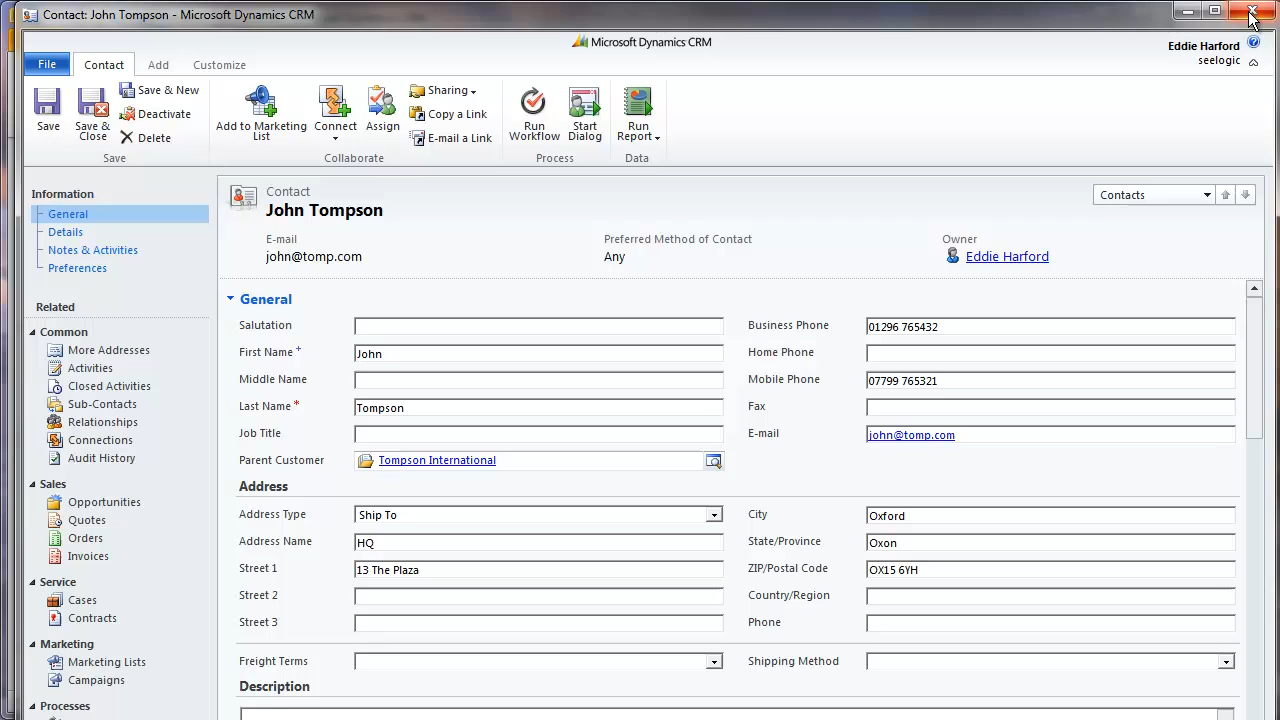 Contact: John Tompson - Microsoft Dynamics CRM
Microsoft Dynamics CRM
Eddie Harford
seelogic
File
Contact
Add
Customize
Save
Save & Close
Save & New
Deactivate
Delete
Save
Add to Marketing List
Connect
Assign
Sharing
Copy a Link
E-mail a Link
Collaborate
Run Workflow
Start Dialog
Process
Run Report
Data
Information
General
Details
Notes & Activities
Preferences
Related
Common
More Addresses
Activities
Closed Activities
Sub-Contacts
Relationships
Connections
Audit History
Sales
Opportunities
Quotes
Orders
Invoices
Service
Cases
Contracts
Marketing
Marketing Lists
Campaigns
Processes
Contact
John Tompson
Contacts
E-mail
john@tomp.com
Preferred Method of Contact
Any
Owner
Eddie Harford
General
Salutation
Business Phone 01296 765432
First Name + John
Home Phone
Middle Name
Mobile Phone 07799 765321
Last Name * Tompson
Fax
Job Title
E-mail john@tomp.com
Parent Customer Tompson International
Address
Address Type Ship To
City Oxford
Address Name HQ
State/Province Oxon
Street 1 13 The Plaza
ZIP/Postal Code OX15 6YH
Street 2
Country/Region
Street 3
Phone
Freight Terms
Shipping Method
Description